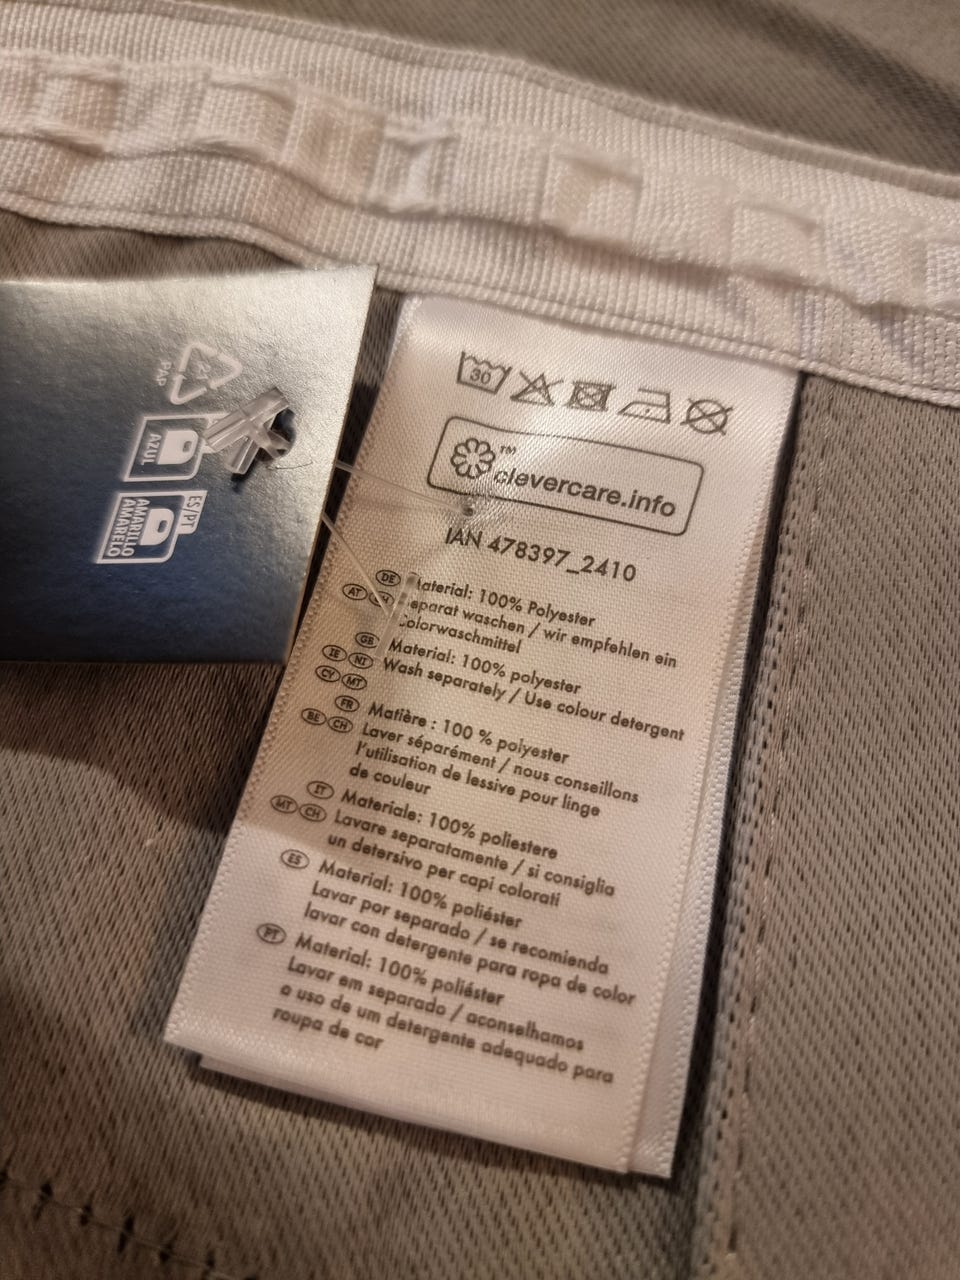 PAP
AZUL
ES/PT
AMARILLO
AMARELO
30
™
clevercare.info
IAN 478397_2410
DE
AT CH
Material: 100% Polyester
Separat waschen / wir empfehlen ein
Colorwaschmittel
GB
IE NI
CY MT
Material: 100% polyester
Wash separately / Use colour detergent
FR
BE CH
Matière : 100 % polyester
Laver séparément / nous conseillons
l'utilisation de lessive pour linge
de couleur
IT
MT CH
Materiale: 100% poliestere
Lavare separatamente / si consiglia
un detersivo per capi colorati
ES
Material: 100% poliéster
Lavar por separado / se recomienda
lavar con detergente para ropa de color
PT
Material: 100% poliéster
Lavar em separado / aconselhamos
o uso de um detergente adequado para
roupa de cor